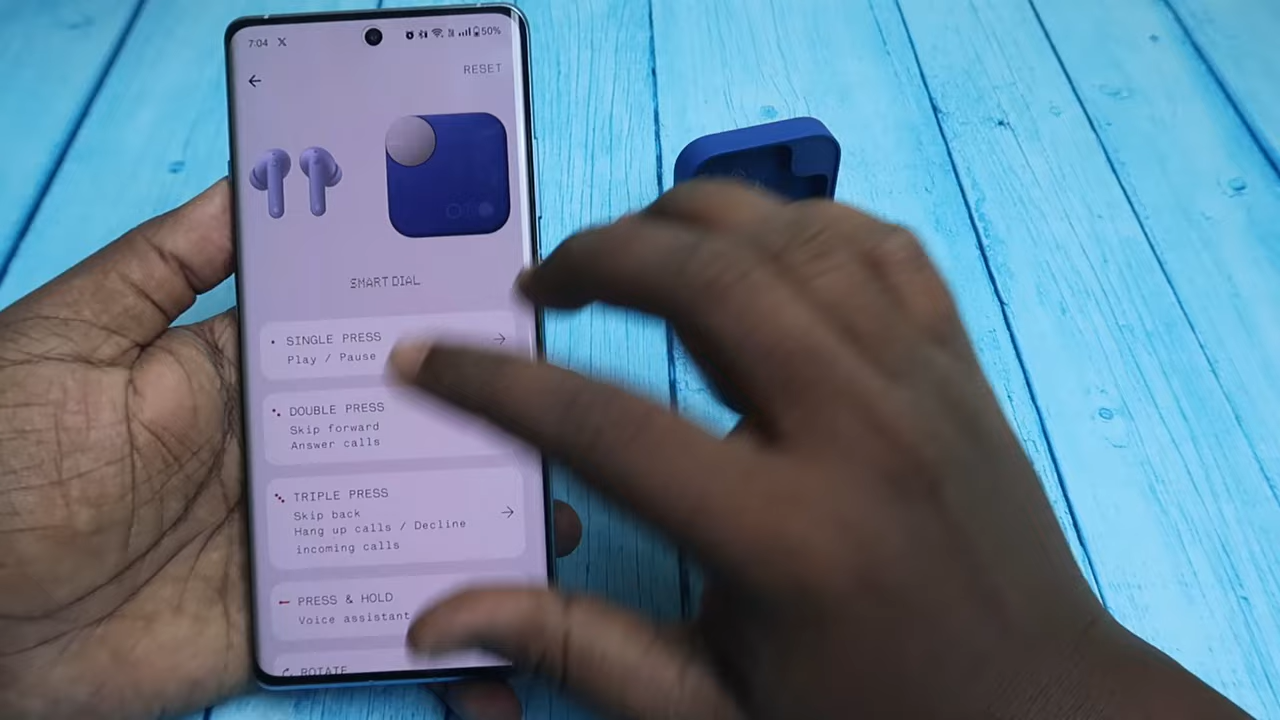 7:04 X 50%
RESET
SMART DIAL
SINGLE PRESS
Play / Pause
DOUBLE PRESS
Skip forward
Answer calls
TRIPLE PRESS
Skip back
Hang up calls / Decline
incoming calls
PRESS & HOLD
Voice assistant
ROTATE